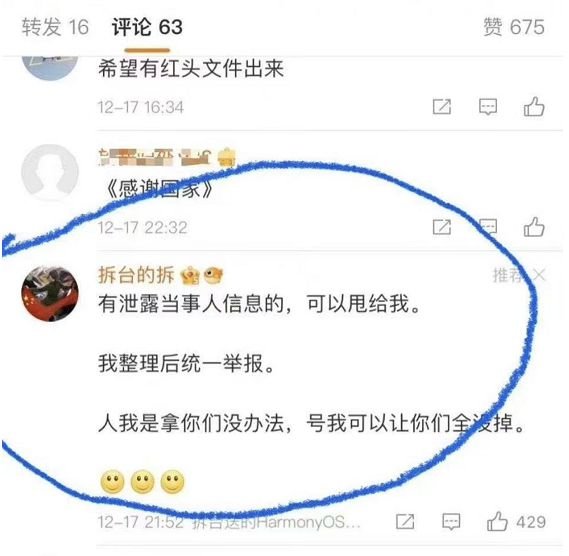 转发 16 评论 63 赞 675
希望有红头文件出来
12-17 16:34
《感谢国家》
12-17 22:32
拆台的拆 推荐
有泄露当事人信息的，可以甩给我。
我整理后统一举报。
人我是拿你们没办法，号我可以让你们全没掉。
12-17 21:52 拆台送的HarmonyOS... 429